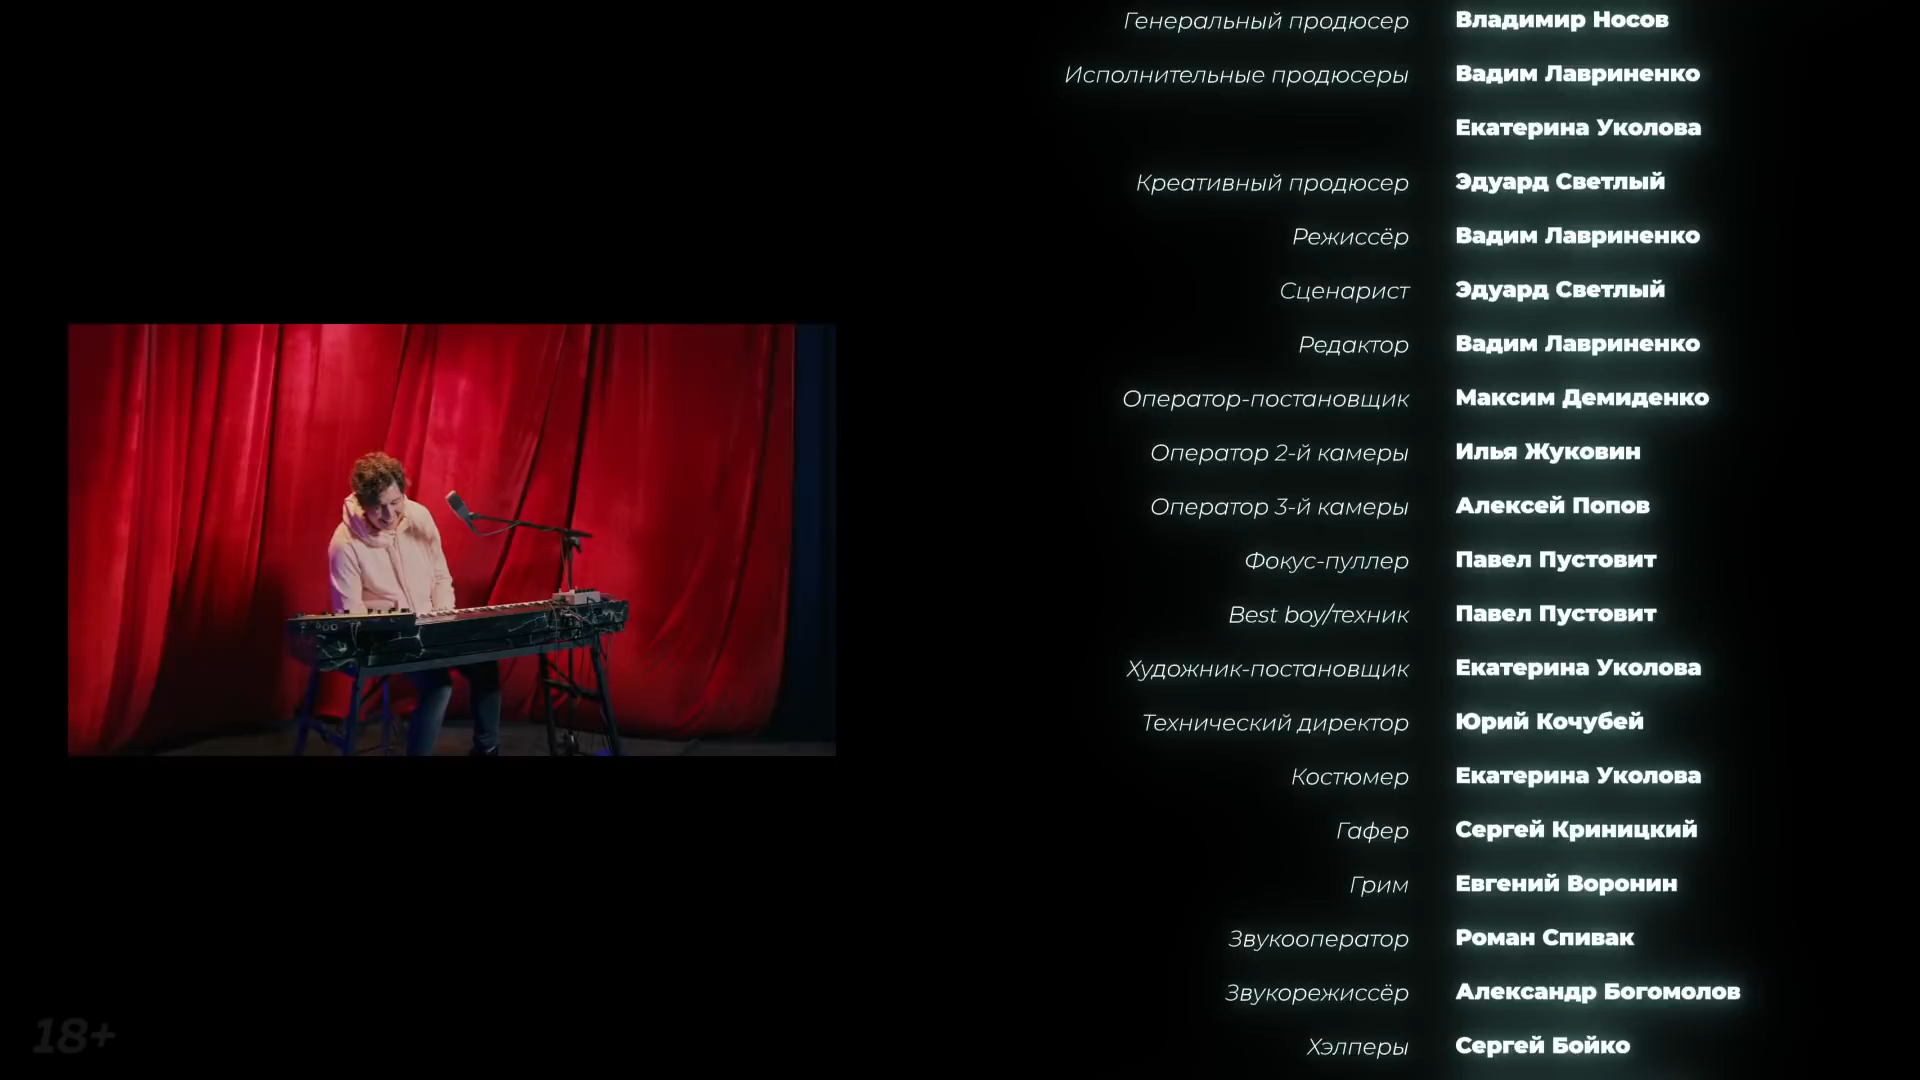 Генеральный продюсер Владимир Носов
Исполнительные продюсеры Вадим Лавриненко
Екатерина Уколова
Креативный продюсер Эдуард Светлый
Режиссёр Вадим Лавриненко
Сценарист Эдуард Светлый
Редактор Вадим Лавриненко
Оператор-постановщик Максим Демиденко
Оператор 2-й камеры Илья Жуковин
Оператор 3-й камеры Алексей Попов
Фокус-пуллер Павел Пустовит
Best boy/техник Павел Пустовит
Художник-постановщик Екатерина Уколова
Технический директор Юрий Кочубей
Костюмер Екатерина Уколова
Гафер Сергей Криницкий
Грим Евгений Воронин
Звукооператор Роман Спивак
Звукорежиссёр Александр Богомолов
Хэлперы Сергей Бойко
18+